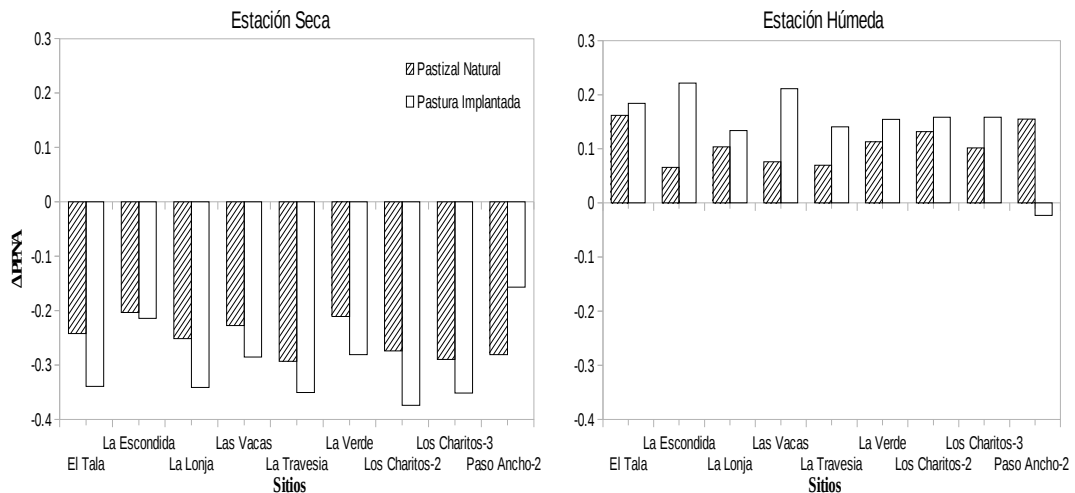 Estación Seca
0.3
0.2
0.1
0
-0.1
-0.2
-0.3
-0.4
ΔPPNA
Pastizal Natural
Pastura Implantada
La Escondida Las Vacas La Verde Los Charitos-3
El Tala La Lonja La Travesia Los Charitos-2 Paso Ancho-2
Sitios
Estación Húmeda
0.3
0.2
0.1
0
-0.1
-0.2
-0.3
-0.4
La Escondida Las Vacas La Verde Los Charitos-3
El Tala La Lonja La Travesia Los Charitos-2 Paso Ancho-2
Sitios